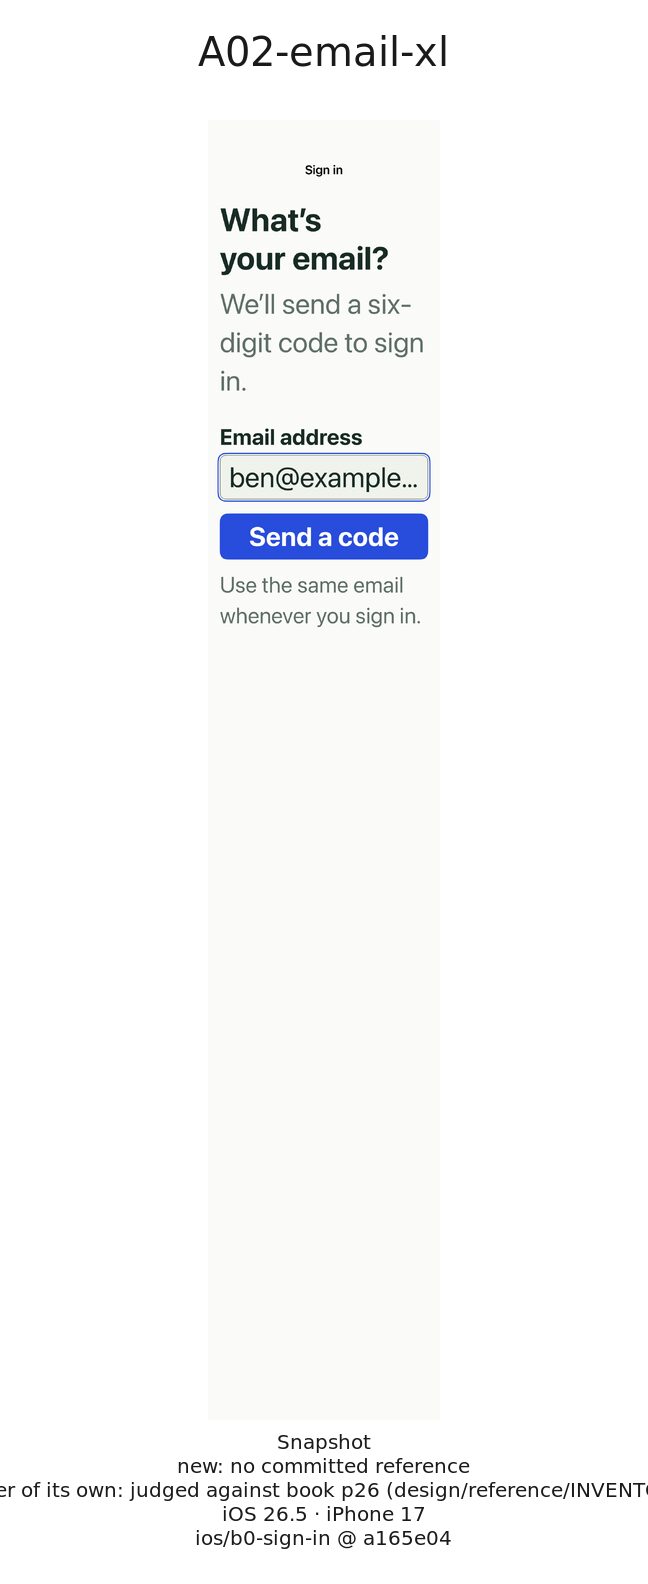 A02-email-xl
Sign in
What’s
your email?
We’ll send a six-
digit code to sign
in.
Email address
ben@example…
Send a code
Use the same email
whenever you sign in.
Snapshot
new: no committed reference
of its own: judged against book p26 (design/reference/
iOS 26.5 · iPhone 17
ios/b0-sign-in @ a165e04